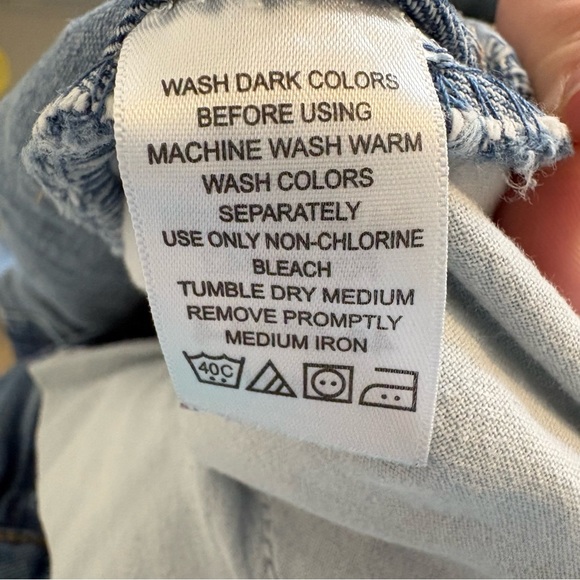 WASH DARK COLORS
BEFORE USING
MACHINE WASH WARM
WASH COLORS
SEPARATELY
USE ONLY NON-CHLORINE
BLEACH
TUMBLE DRY MEDIUM
REMOVE PROMPTLY
MEDIUM IRON
40C